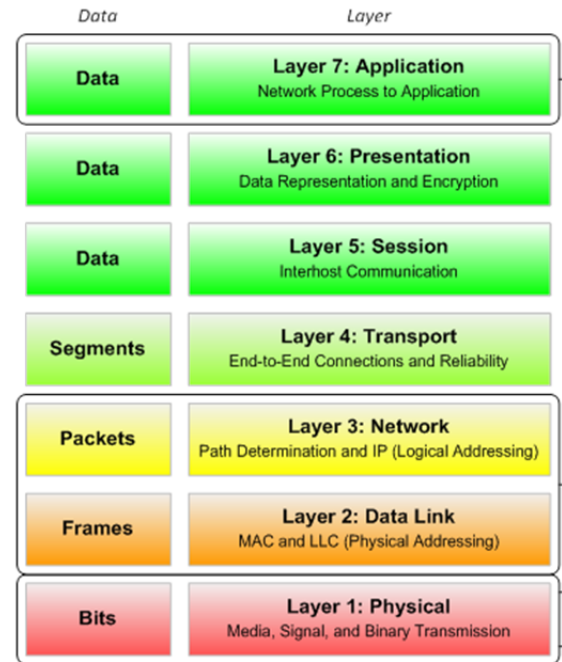 Data Layer
Data Layer 7: Application
Network Process to Application
Data Layer 6: Presentation
Data Representation and Encryption
Data Layer 5: Session
Interhost Communication
Segments Layer 4: Transport
End-to-End Connections and Reliability
Packets Layer 3: Network
Path Determination and IP (Logical Addressing)
Frames Layer 2: Data Link
MAC and LLC (Physical Addressing)
Bits Layer 1: Physical
Media, Signal, and Binary Transmission